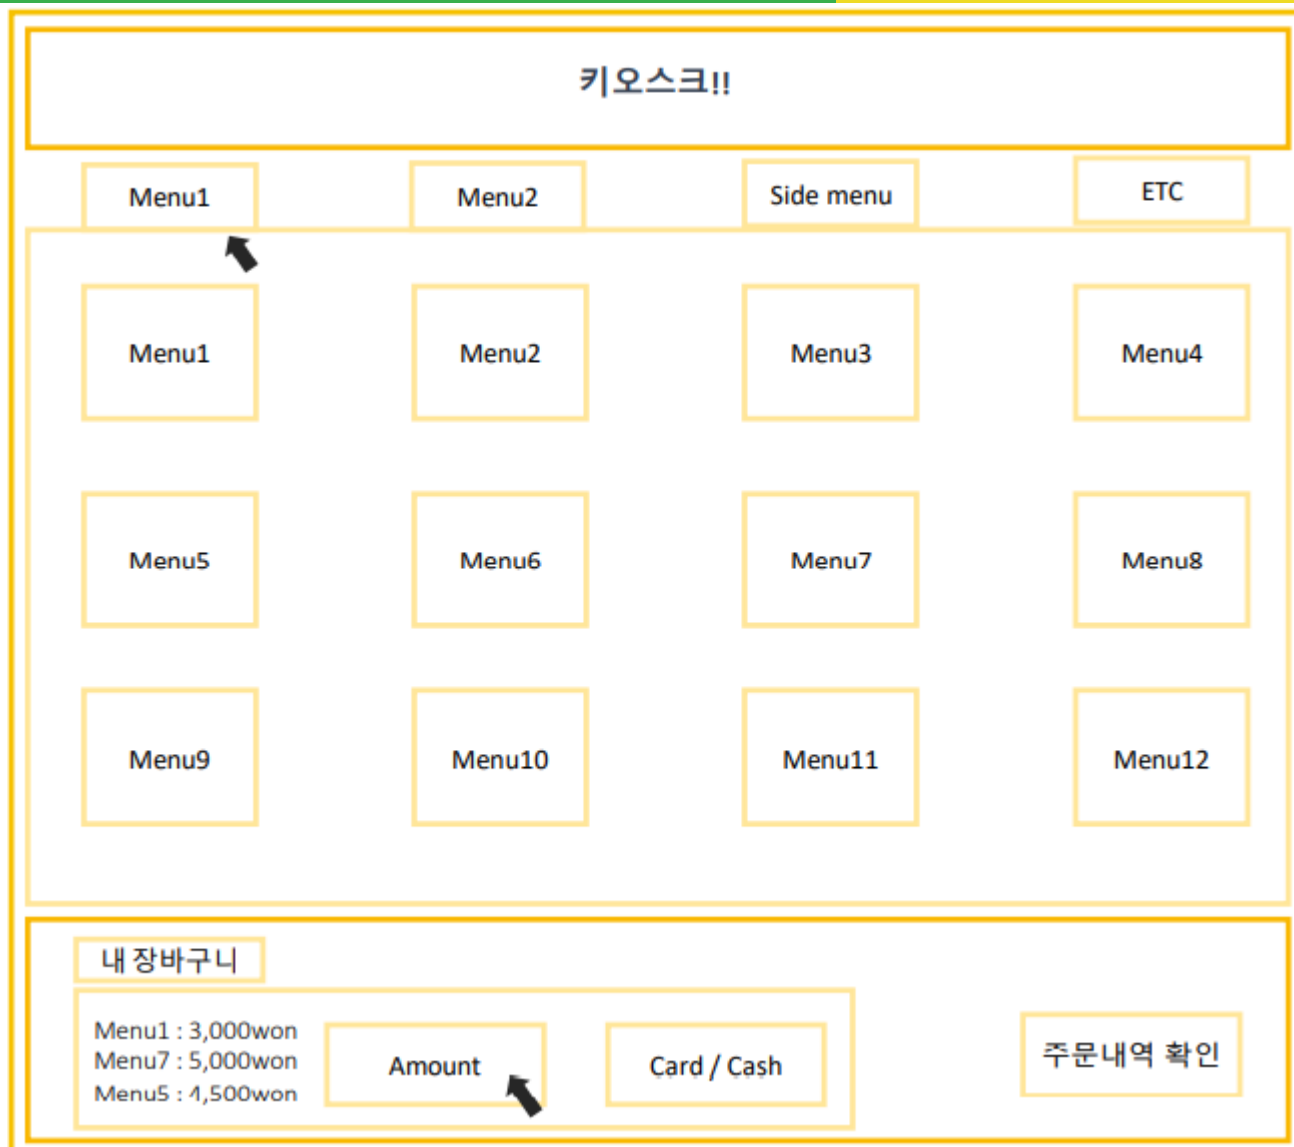 키오스크!!
Menu1 Menu2 Side menu ETC
Menu1 Menu2 Menu3 Menu4
Menu5 Menu6 Menu7 Menu8
Menu9 Menu10 Menu11 Menu12
내 장바구니
Menu1 : 3,000won
Menu7 : 5,000won
Menu5 : 4,500won
Amount
Card / Cash
주문내역 확인